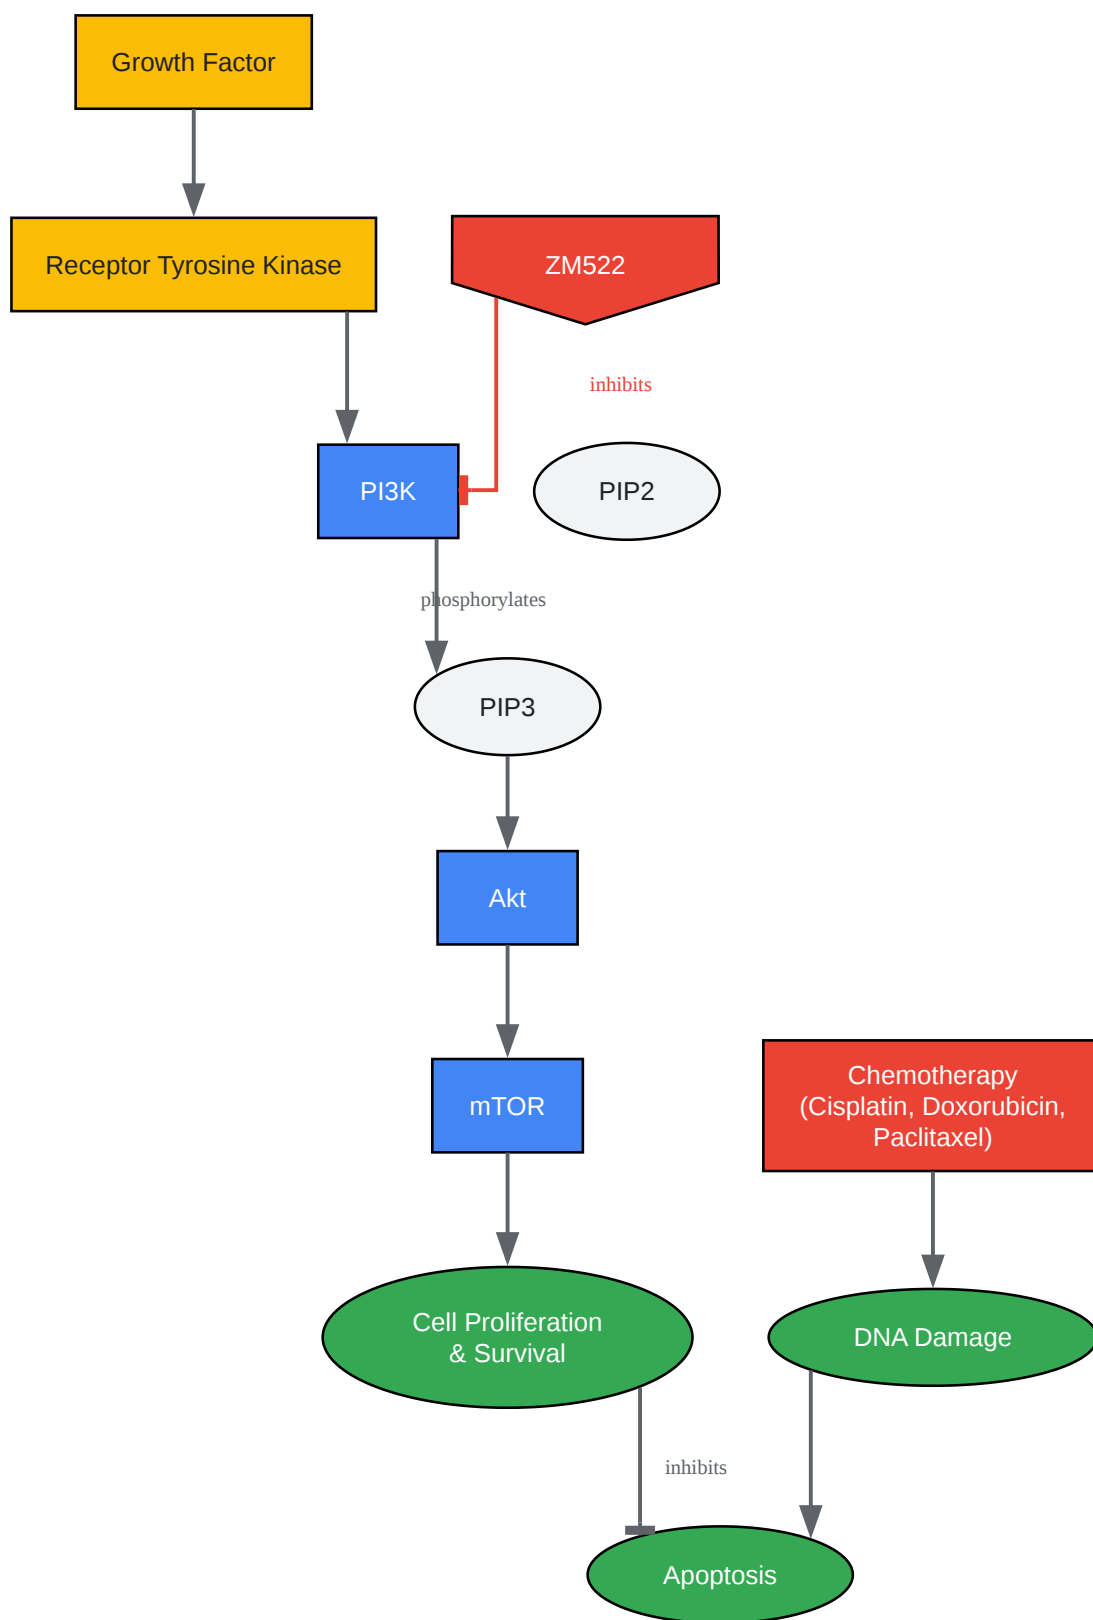 Growth Factor
Receptor Tyrosine Kinase
ZM522
inhibits
PI3K
PIP2
phosphorylates
PIP3
Akt
mTOR
Chemotherapy
(Cisplatin, Doxorubicin,
Paclitaxel)
Cell Proliferation
& Survival
DNA Damage
inhibits
Apoptosis